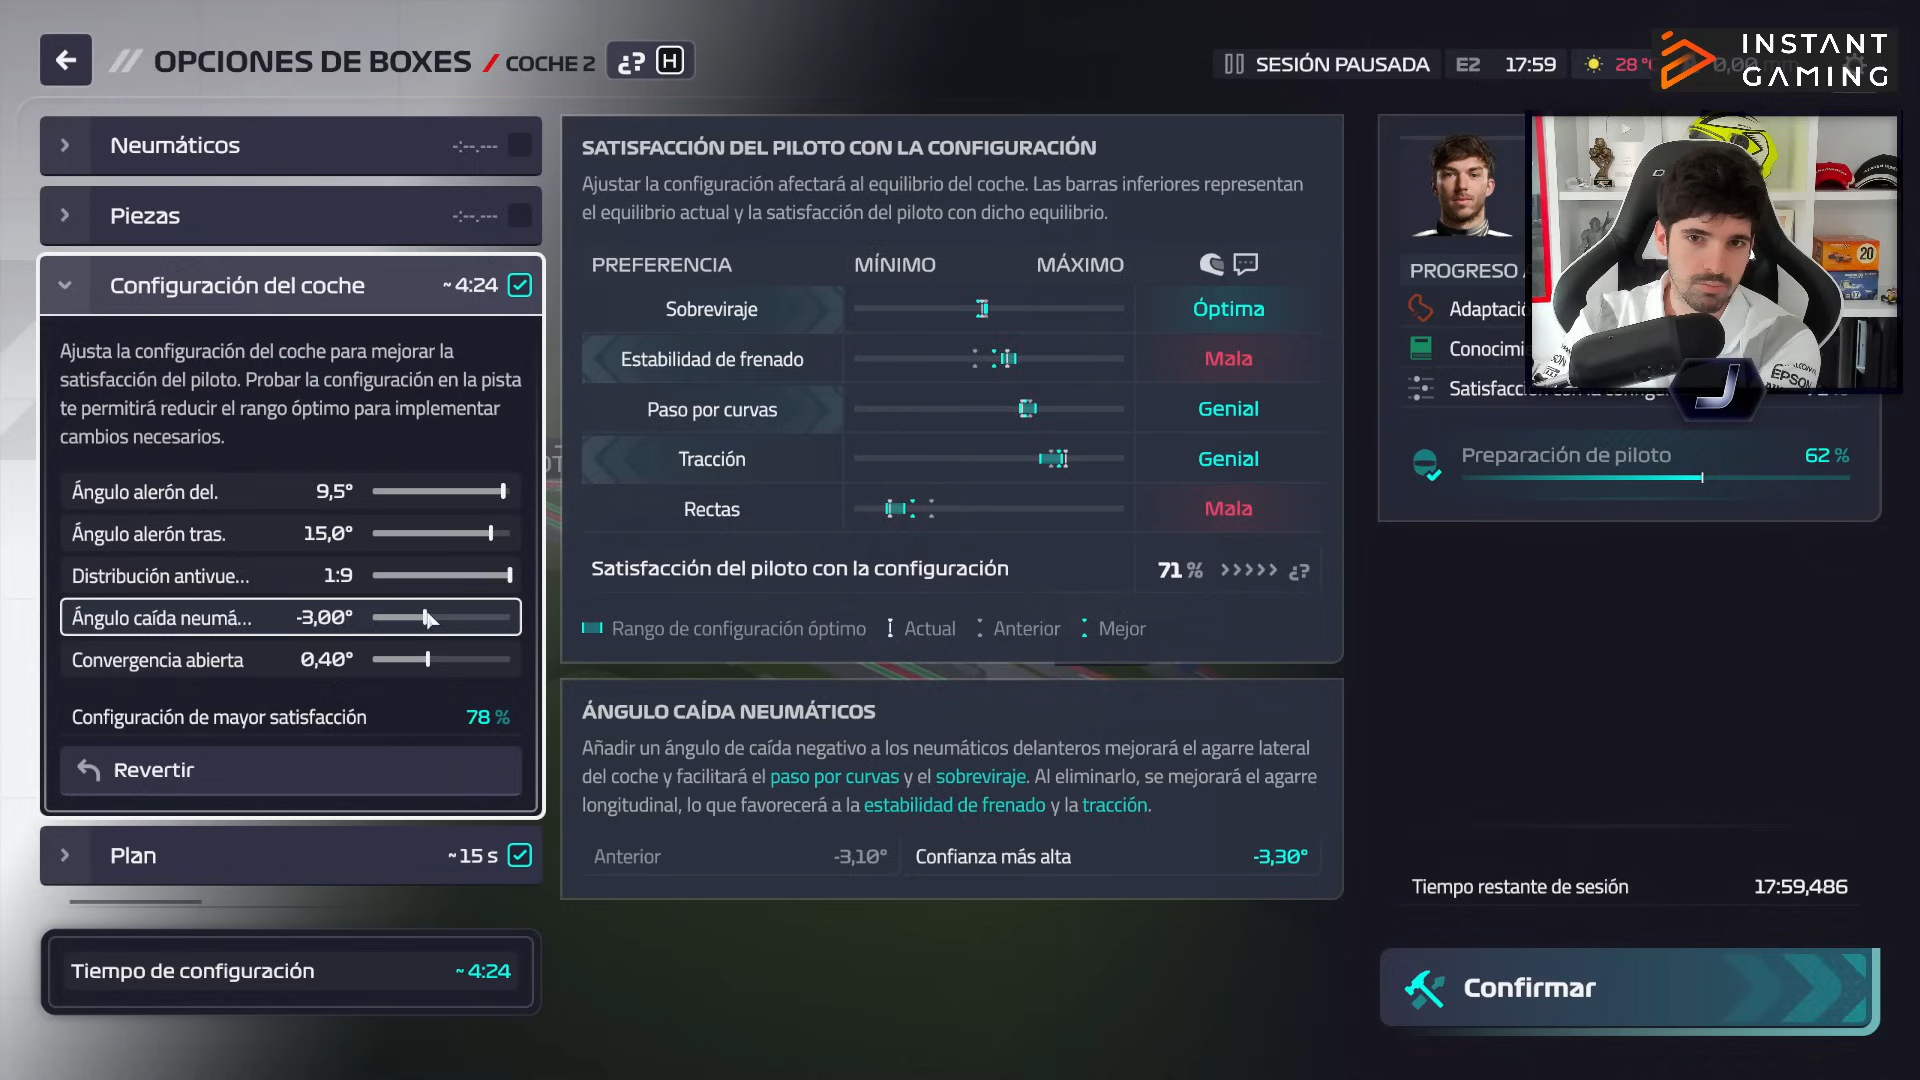 OPCIONES DE BOXES / COCHE 2 ¿? H
SESIÓN PAUSADA E2 17:59 28°
INSTANT
GAMING
Neumáticos -:--.---
Piezas -:--.---
Configuración del coche ~4:24
Ajusta la configuración del coche para mejorar la
satisfacción del piloto. Probar la configuración en la pista
te permitirá reducir el rango óptimo para implementar
cambios necesarios.
Ángulo alerón del. 9,5°
Ángulo alerón tras. 15,0°
Distribución antivue... 1:9
Ángulo caída neumá... -3,00°
Convergencia abierta 0,40°
Configuración de mayor satisfacción 78 %
Revertir
Plan ~15 s
Tiempo de configuración ~4:24
SATISFACCIÓN DEL PILOTO CON LA CONFIGURACIÓN
Ajustar la configuración afectará al equilibrio del coche. Las barras inferiores representan
el equilibrio actual y la satisfacción del piloto con dicho equilibrio.
PREFERENCIA MÍNIMO MÁXIMO
Sobreviraje Óptima
Estabilidad de frenado Mala
Paso por curvas Genial
Tracción Genial
Rectas Mala
Satisfacción del piloto con la configuración 71 % >>>>> ¿?
Rango de configuración óptimo Actual Anterior Mejor
ÁNGULO CAÍDA NEUMÁTICOS
Añadir un ángulo de caída negativo a los neumáticos delanteros mejorará el agarre lateral
del coche y facilitará el paso por curvas y el sobreviraje. Al eliminarlo, se mejorará el agarre
longitudinal, lo que favorecerá a la estabilidad de frenado y la tracción.
Anterior -3,10° Confianza más alta -3,30°
PROGRESO
Adaptació
Conocimi
Satisfacc
Preparación de piloto 62 %
EPSON
J
20
Tiempo restante de sesión 17:59,486
Confirmar